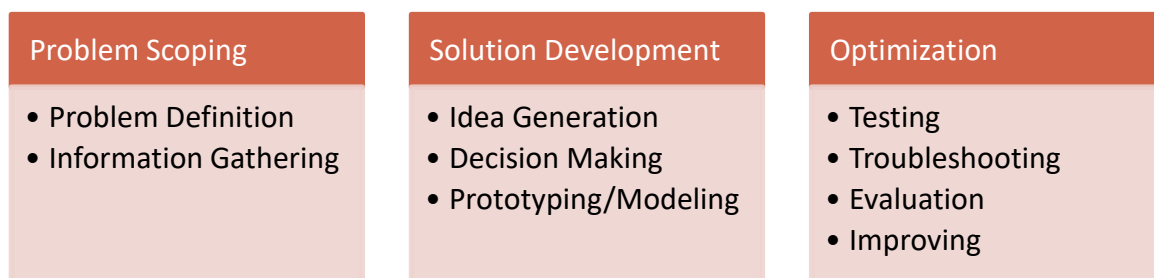 Problem Scoping
• Problem Definition
• Information Gathering
Solution Development
• Idea Generation
• Decision Making
• Prototyping/Modeling
Optimization
• Testing
• Troubleshooting
• Evaluation
• Improving